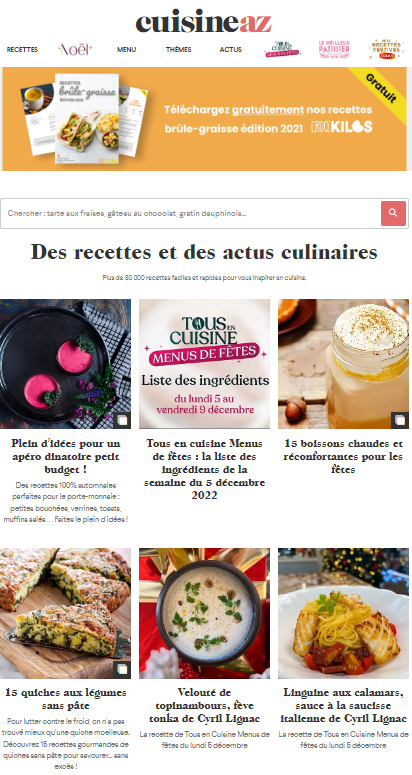 cuisineaz
RECETTES Noël MENU THÈMES ACTUS TOUS EN CUISINE LE MEILLEUR PATISSIER RECETTES FESTIVES
RECETTES
brûle-graisse
Gratuit
Téléchargez gratuitement nos recettes
brûle-graisse édition 2021 CROQ'KILOS
Chercher : tarte aux fraises, gâteau au chocolat, gratin dauphinois...
Des recettes et des actus culinaires
Plus de 80 000 recettes faciles et rapides pour vous inspirer en cuisine.
TOUS EN
CUISINE
MENUS DE FÊTES
Liste des ingrédients
du lundi 5 au
vendredi 9 décembre
Plein d'idées pour un
apéro dînatoire petit
budget !
Des recettes 100% automnales
parfaites pour le porte-monnaie :
petites bouchées, verrines, toasts,
muffins salés… Faites le plein d'idées !
Tous en cuisine Menus
de fêtes : la liste des
ingrédients de la
semaine du 5 décembre
2022
15 boissons chaudes et
réconfortantes pour les
fêtes
15 quiches aux légumes
sans pâte
Pour lutter contre le froid, on n'a pas
trouvé mieux qu'une quiche moelleuse.
Découvrez 15 recettes gourmandes de
quiches sans pâte pour savourer... sans
excès !
Velouté de
topinambours, fève
tonka de Cyril Lignac
La recette de Tous en Cuisine Menus de
fêtes du lundi 5 décembre
Linguine aux calamars,
sauce à la saucisse
italienne de Cyril Lignac
La recette de Tous en Cuisine Menus de
fêtes du lundi 5 décembre